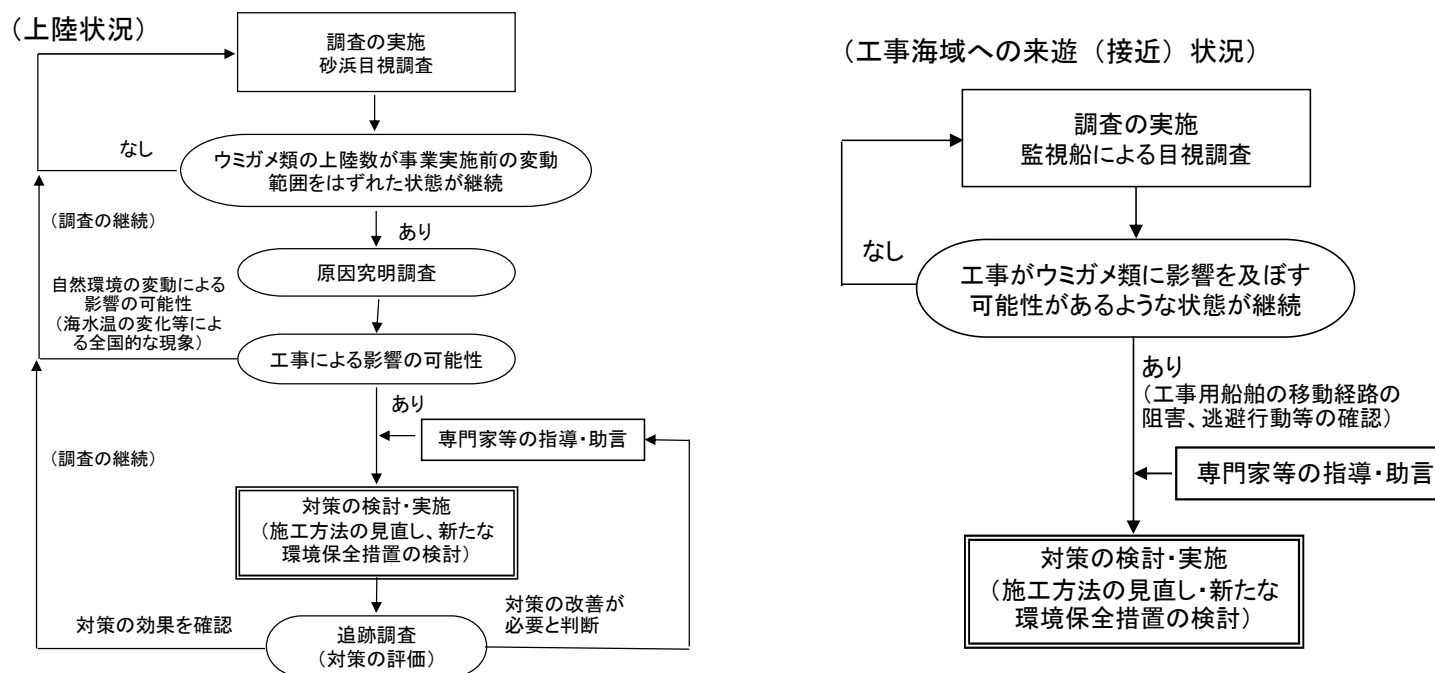 （上陸状況）
調査の実施
砂浜目視調査
なし
ウミガメ類の上陸数が事業実施前の変動
範囲をはずれた状態が継続
（調査の継続）
あり
原因究明調査
自然環境の変動による
影響の可能性
（海水温の変化等によ
る全国的な現象）
工事による影響の可能性
あり
専門家等の指導・助言
（調査の継続）
対策の検討・実施
（施工方法の見直し、新たな
環境保全措置の検討）
対策の効果を確認
対策の改善が
必要と判断
追跡調査
（対策の評価）
（工事海域への来遊（接近）状況）
調査の実施
監視船による目視調査
なし
工事がウミガメ類に影響を及ぼす
可能性があるような状態が継続
あり
（工事用船舶の移動経路の
阻害、逃避行動等の確認）
専門家等の指導・助言
対策の検討・実施
（施工方法の見直し・新たな
環境保全措置の検討）